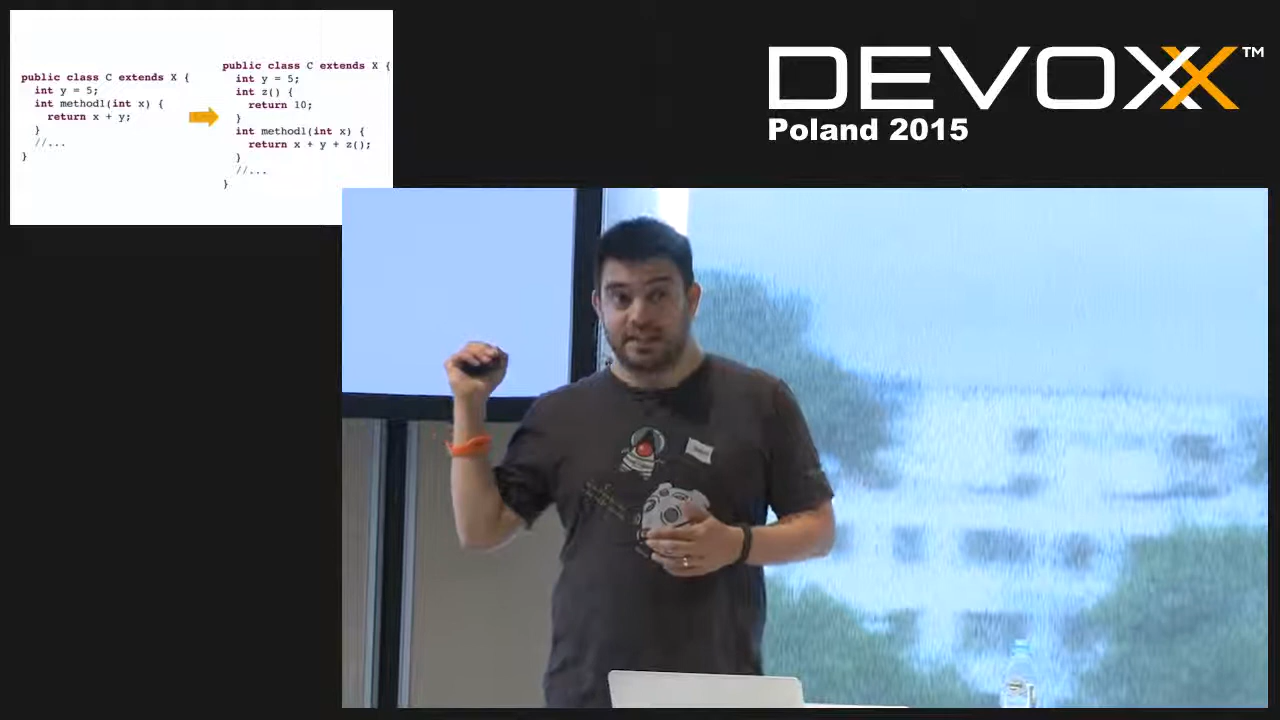 public class C extends X {
int y = 5;
int method1(int x) {
return x + y;
}
//...
}
public class C extends X {
int y = 5;
int z() {
return 10;
}
int method1(int x) {
return x + y + z();
}
//...
}
DEVOXX™
Poland 2015